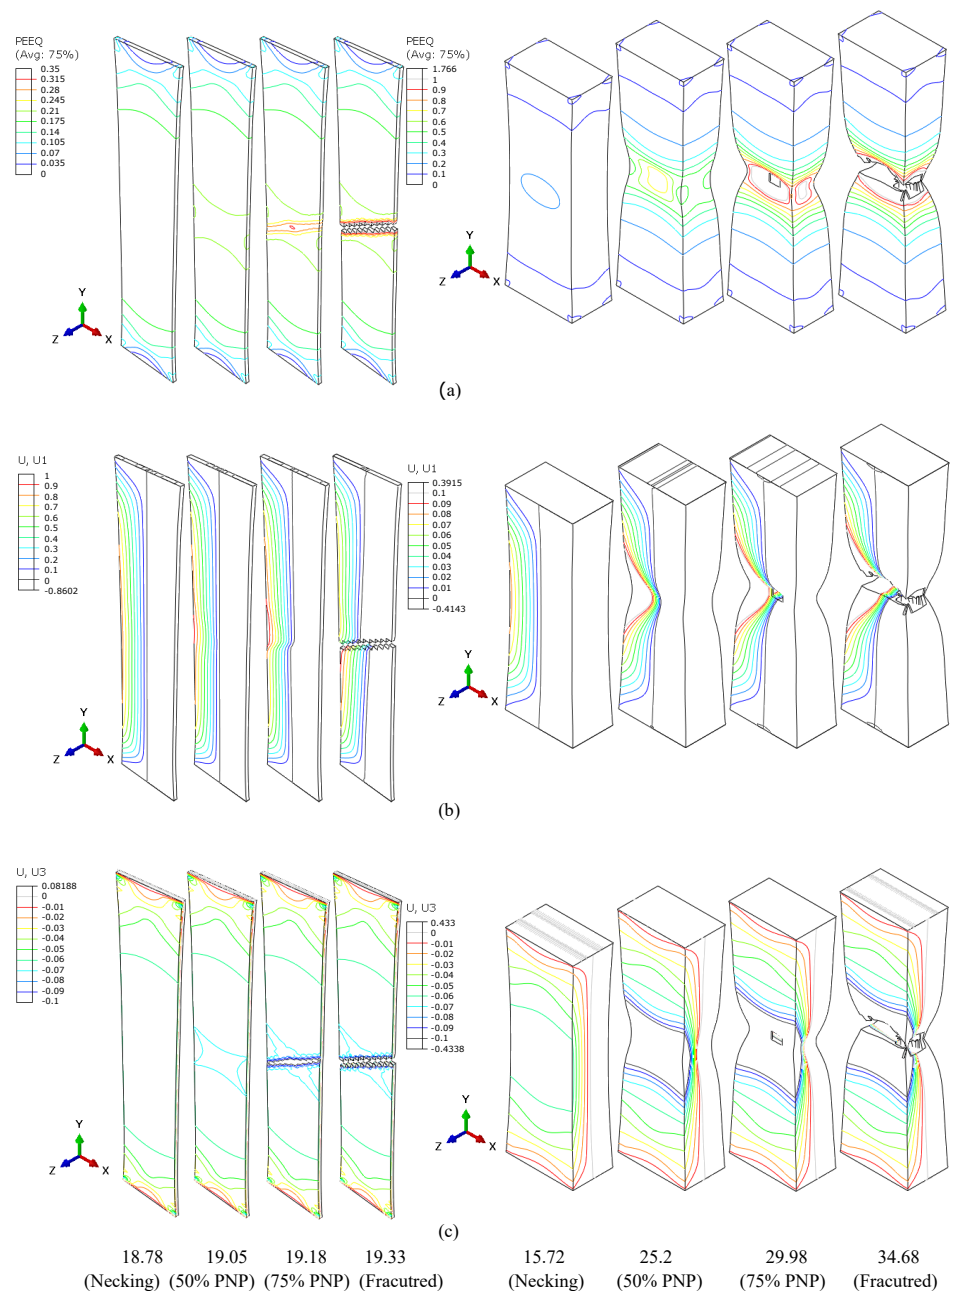 PEEQ
(Avg: 75%)
0.35
0.315
0.28
0.245
0.21
0.175
0.14
0.105
0.07
0.035
0
PEEQ
(Avg: 75%)
1.766
1
0.9
0.8
0.7
0.6
0.5
0.4
0.3
0.2
0.1
0
Y
Z X
Y
Z X
(a)
U, U1
1
0.9
0.8
0.7
0.6
0.5
0.4
0.3
0.2
0.1
0
-0.8602
U, U1
0.3915
0.1
0.09
0.08
0.07
0.06
0.05
0.04
0.03
0.02
0.01
0
-0.4143
Y
Z X
Y
Z X
(b)
U, U3
0.08188
0
-0.01
-0.02
-0.03
-0.04
-0.05
-0.06
-0.07
-0.08
-0.09
-0.1
U, U3
0.433
0
-0.01
-0.02
-0.03
-0.04
-0.05
-0.06
-0.07
-0.08
-0.09
-0.1
-0.4338
Y
Z X
Y
Z X
(c)
18.78 19.05 19.18 19.33 15.72 25.2 29.98 34.68
(Necking) (50% PNP) (75% PNP) (Fracutred) (Necking) (50% PNP) (75% PNP) (Fracutred)